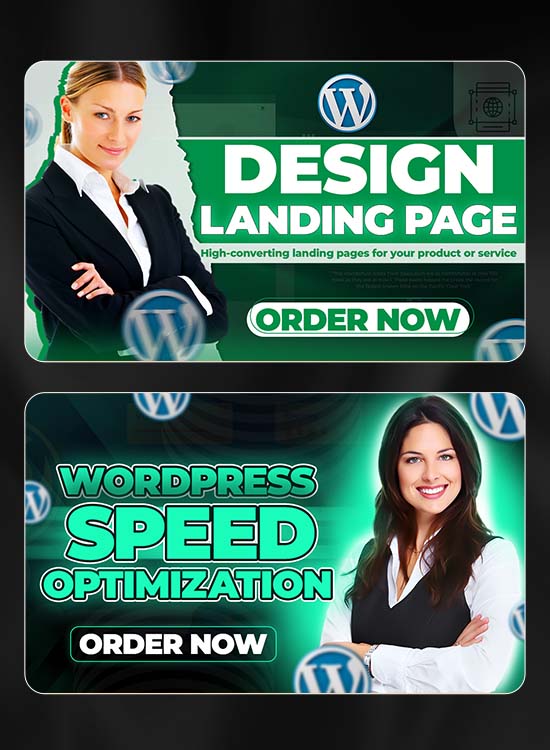 DESIGN
LANDING PAGE
High-converting landing pages for your product or service
ORDER NOW
WORDPRESS
SPEED
OPTIMIZATION
ORDER NOW